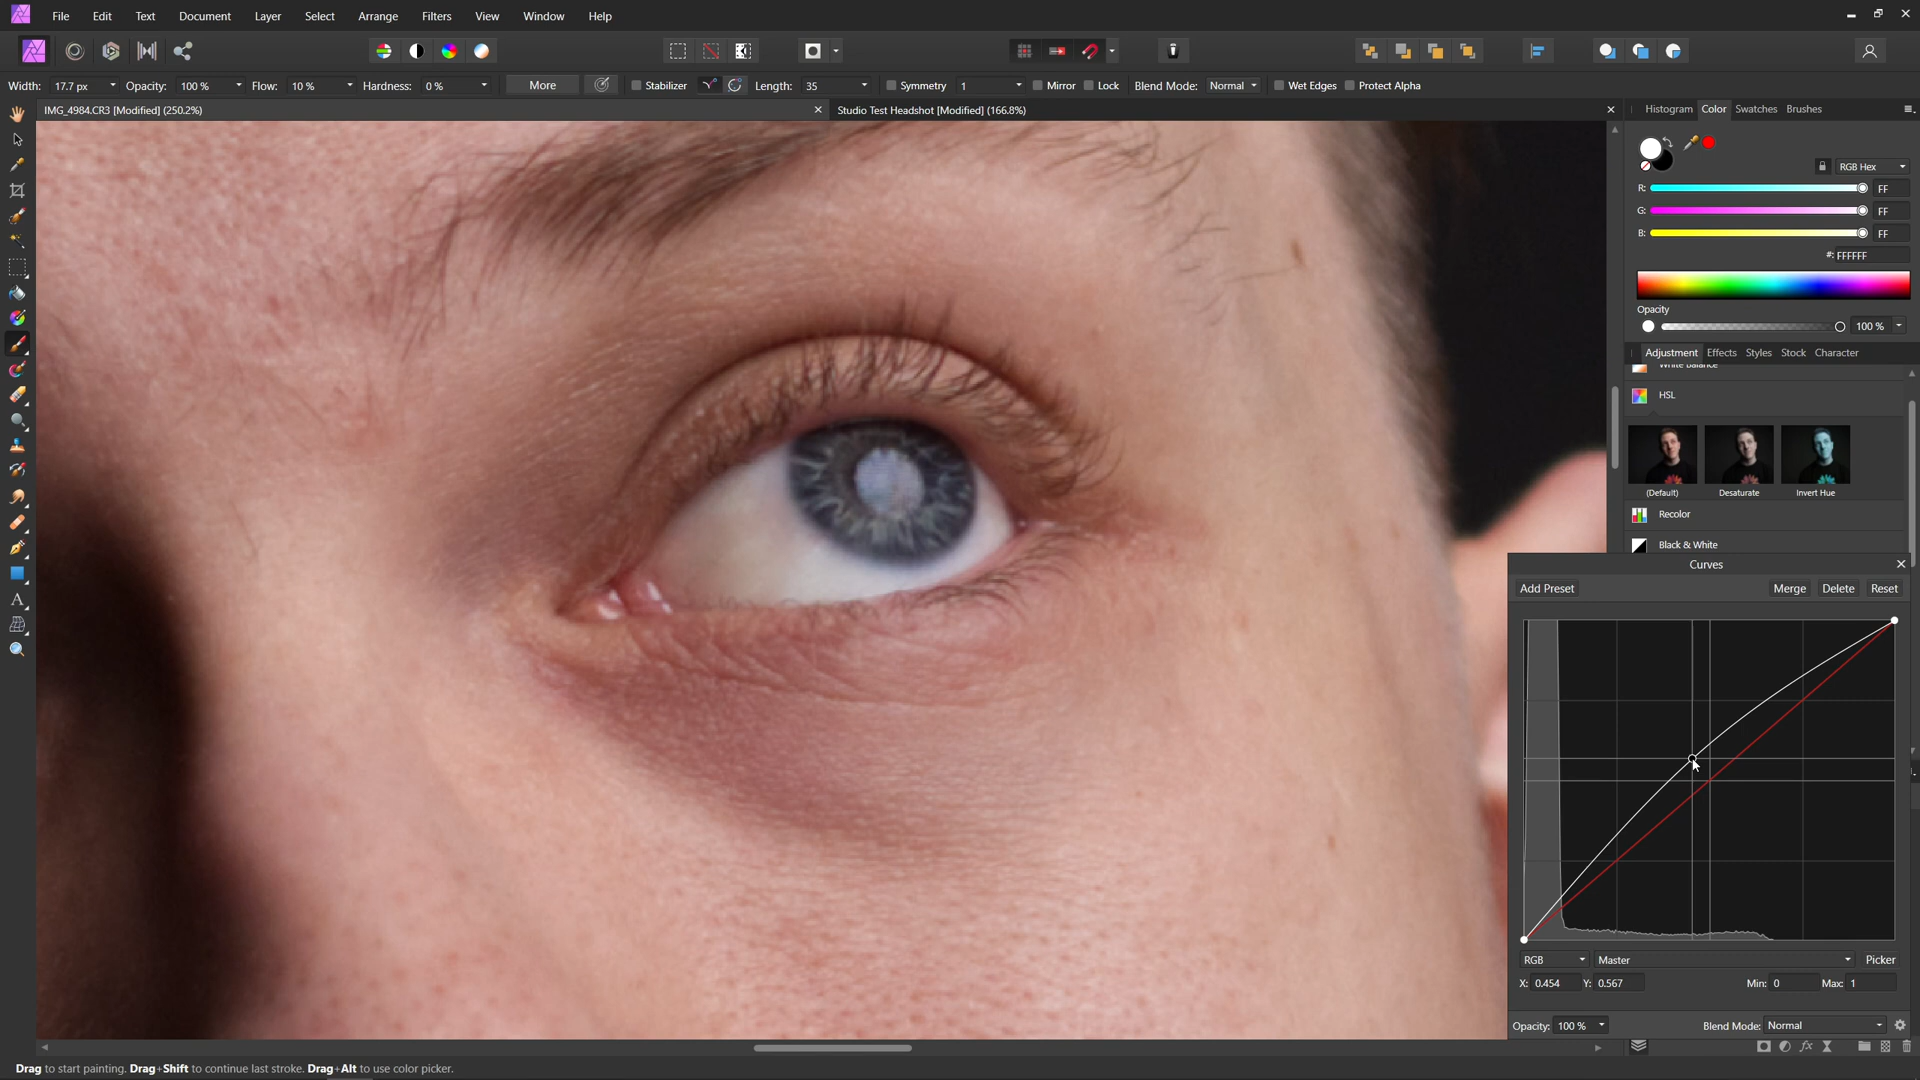 File Edit Text Document Layer Select Arrange Filters View Window Help
Width: 17.7 px Opacity: 100 % Flow: 10 % Hardness: 0 % More Stabilizer Length: 35 Symmetry 1 Mirror Lock Blend Mode: Normal Wet Edges Protect Alpha
IMG_4984.CR3 [Modified] (250.2%) Studio Test Headshot [Modified] (166.8%)
Histogram Color Swatches Brushes
RGB Hex
R: FF
G: FF
B: FF
#: FFFFFF
Opacity
100 %
Adjustment Effects Styles Stock Character
White Balance
HSL
(Default) Desaturate Invert Hue
Recolor
Black & White
Curves
Add Preset Merge Delete Reset
RGB Master Picker
X: 0.454 Y: 0.567 Min: 0 Max: 1
Opacity: 100 % Blend Mode: Normal
Drag to start painting. Drag+Shift to continue last stroke. Drag+Alt to use color picker.